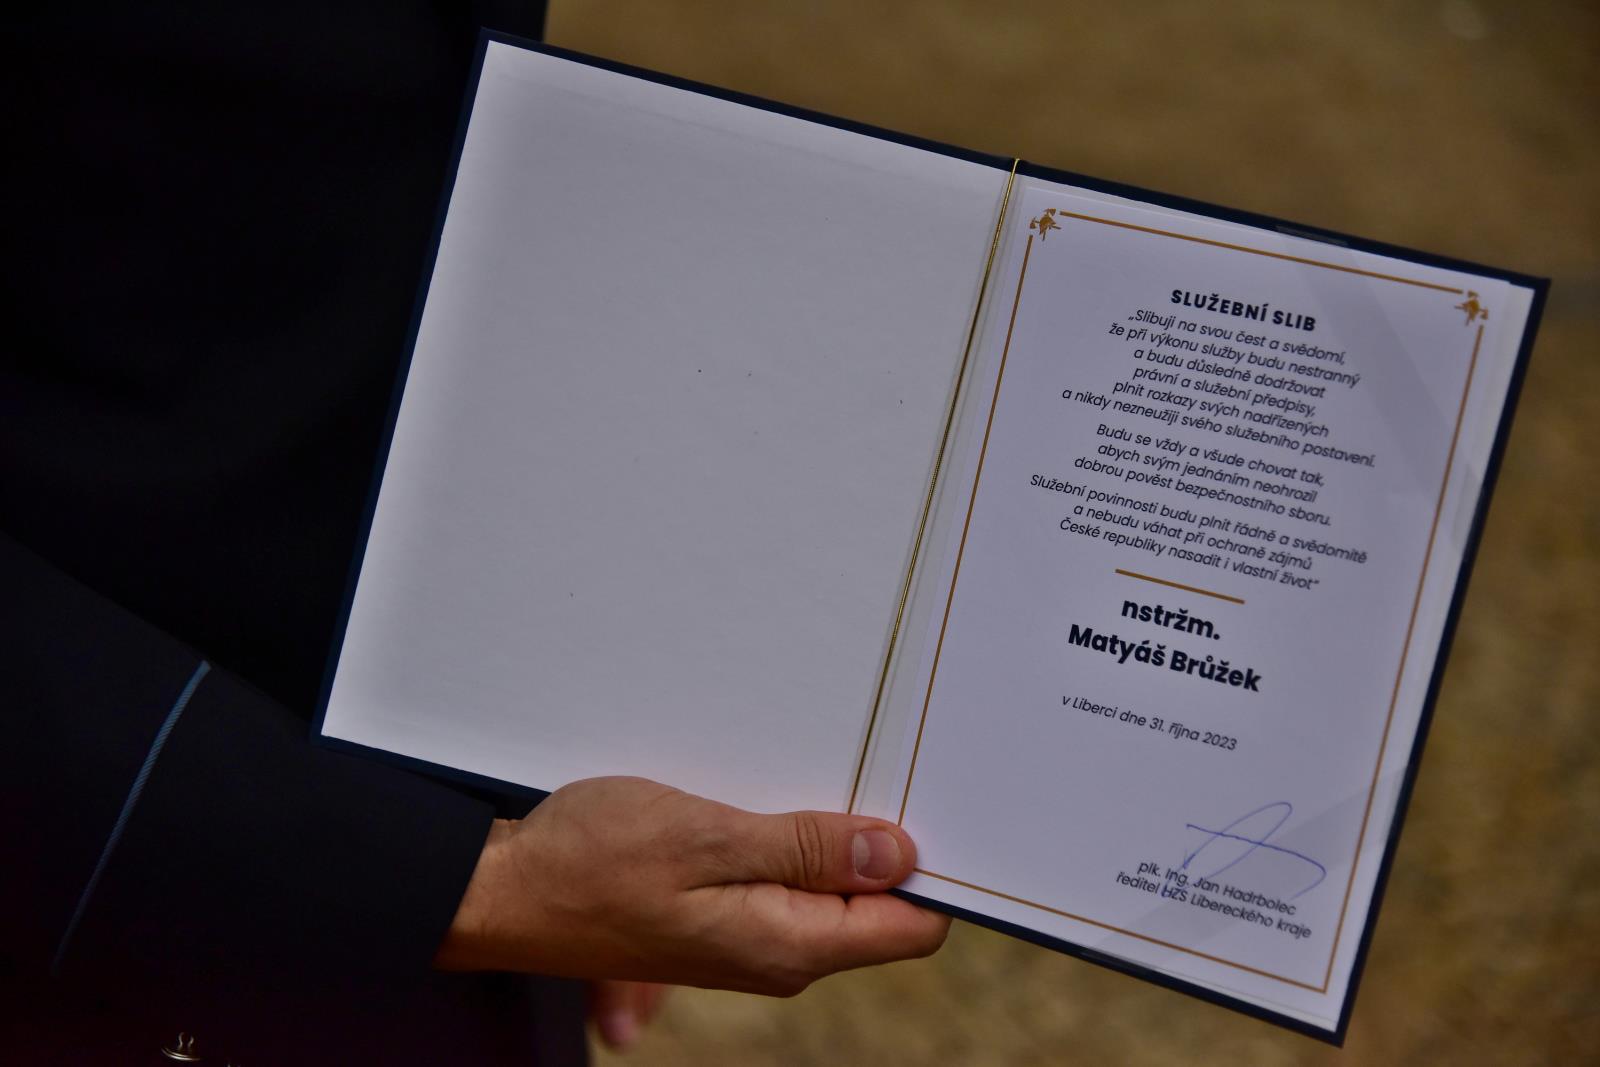 SLUŽEBNÍ SLIB
„Slibuji na svou čest a svědomí,
že při výkonu služby budu nestranný
a budu důsledně dodržovat
právní a služební předpisy,
plnit rozkazy svých nadřízených
a nikdy nezneužiji svého služebního postavení.
Budu se vždy a všude chovat tak,
abych svým jednáním neohrozil
dobrou pověst bezpečnostního sboru.
Služební povinnosti budu plnit řádně a svědomitě
a nebudu váhat při ochraně zájmů
České republiky nasadit i vlastní život"
nstržm.
Matyáš Brůžek
v Liberci dne 31. října 2023
plk. Ing. Jan Hadrbolec
ředitel HZS Libereckého kraje